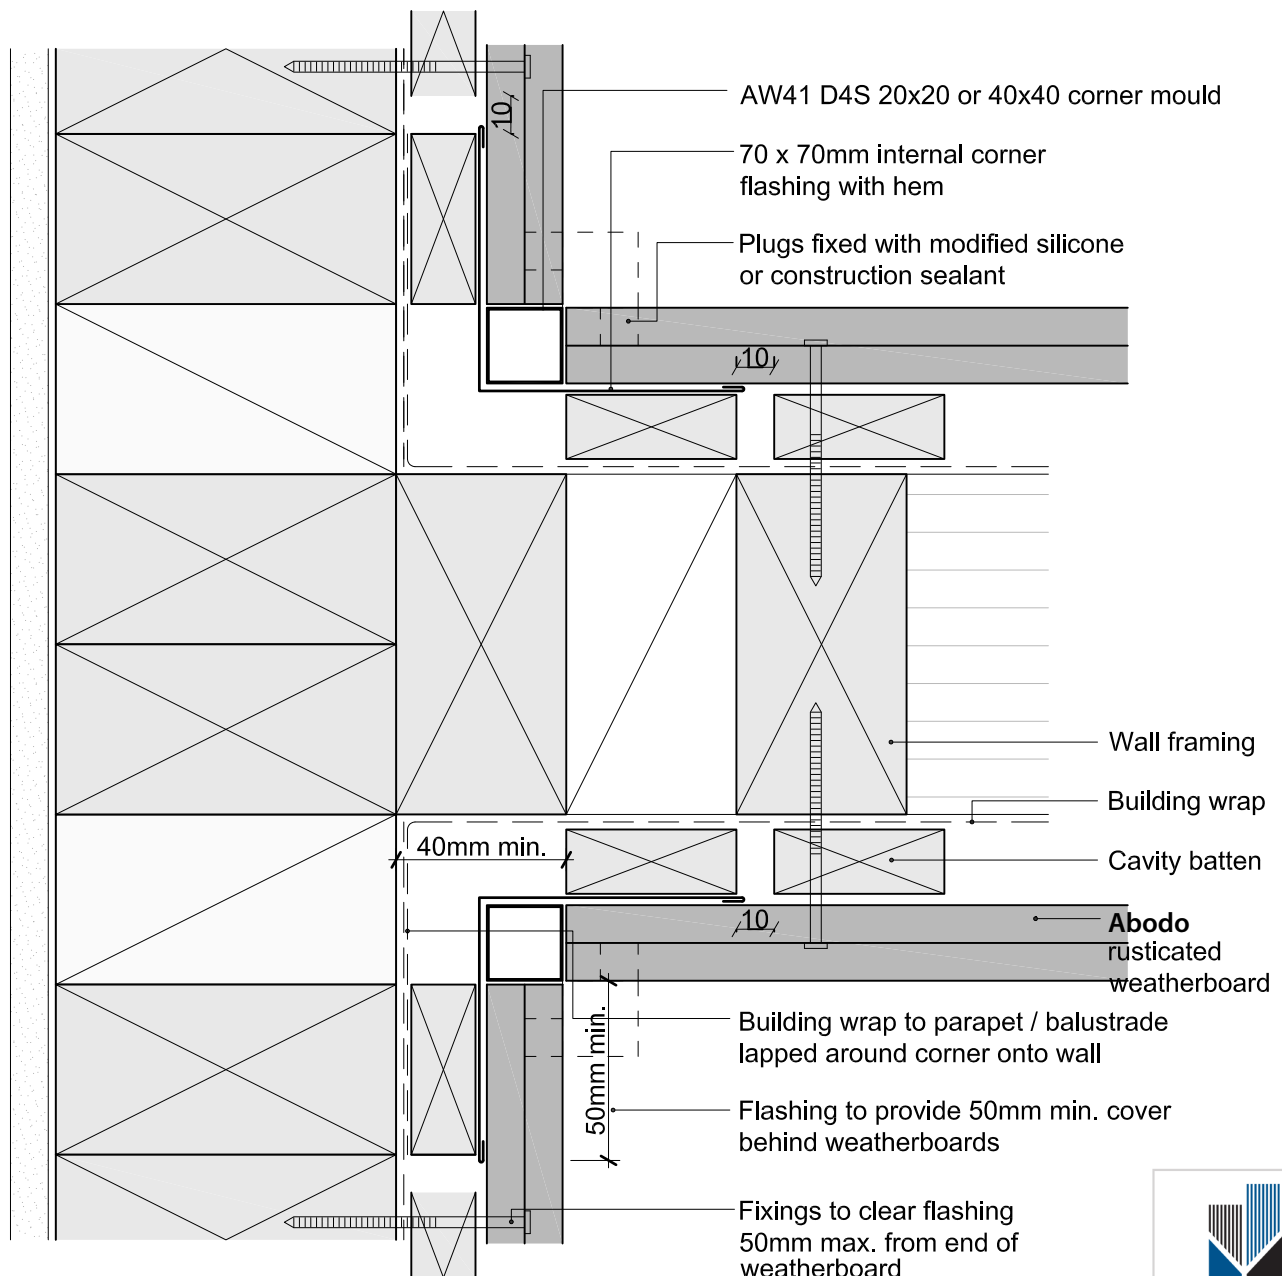 AW41 D4S 20x20 or 40x40 corner mould
10
70 x 70mm internal corner
flashing with hem
Plugs fixed with modified silicone
or construction sealant
10
Wall framing
Building wrap
40mm min.
Cavity batten
10
Abodo
rusticated
weatherboard
50mm min.
Building wrap to parapet / balustrade
lapped around corner onto wall
Flashing to provide 50mm min. cover
behind weatherboards
Fixings to clear flashing
50mm max. from end of
weatherboard